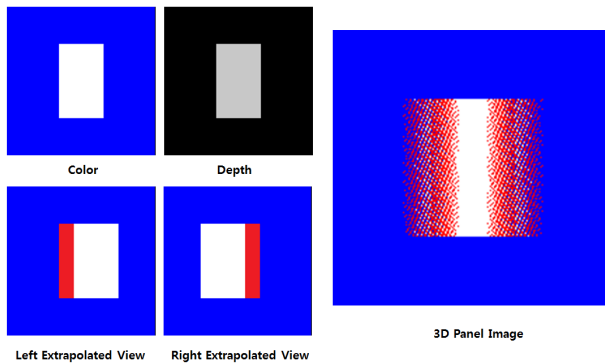 Color
Depth
Left Extrapolated View
Right Extrapolated View
3D Panel Image